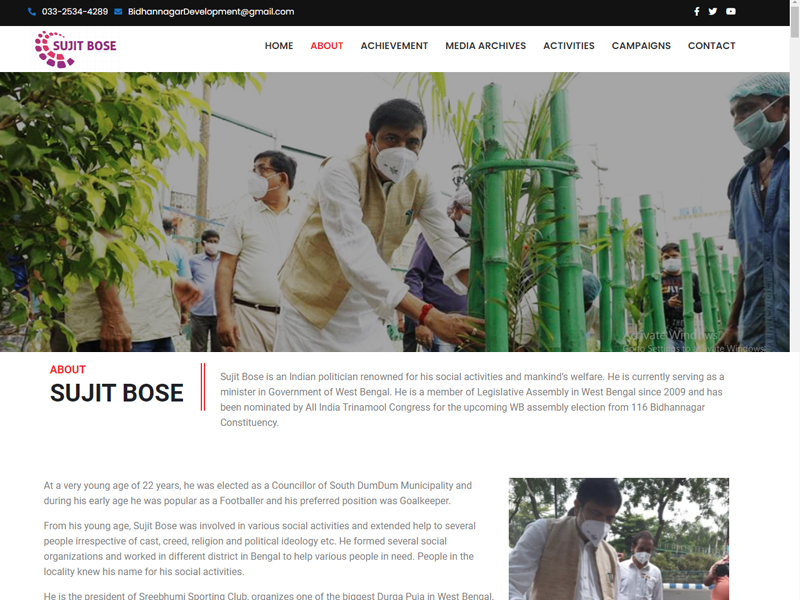 033-2534-4289 BidhannagarDevelopment@gmail.com
SUJIT BOSE
HOME ABOUT ACHIEVEMENT MEDIA ARCHIVES ACTIVITIES CAMPAIGNS CONTACT
Activate Windows
Go to Settings to activate Windows.
ABOUT
SUJIT BOSE
Sujit Bose is an Indian politician renowned for his social activities and mankind's welfare. He is currently serving as a
minister in Government of West Bengal. He is a member of Legislative Assembly in West Bengal since 2009 and has
been nominated by All India Trinamool Congress for the upcoming WB assembly election from 116 Bidhannagar
Constituency.
At a very young age of 22 years, he was elected as a Councillor of South DumDum Municipality and
during his early age he was popular as a Footballer and his preferred position was Goalkeeper.
From his young age, Sujit Bose was involved in various social activities and extended help to several
people irrespective of cast, creed, religion and political ideology etc. He formed several social
organizations and worked in different district in Bengal to help various people in need. People in the
locality knew his name for his social activities.
He is the president of Sreebhumi Sporting Club, organizes one of the biggest Durga Puja in West Bengal.